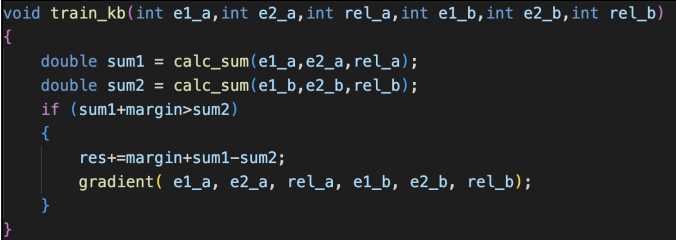 void train_kb(int e1_a,int e2_a,int rel_a,int e1_b,int e2_b,int rel_b)
{
    double sum1 = calc_sum(e1_a,e2_a,rel_a);
    double sum2 = calc_sum(e1_b,e2_b,rel_b);
    if (sum1+margin>sum2)
    {
        res+=margin+sum1-sum2;
        gradient( e1_a, e2_a, rel_a, e1_b, e2_b, rel_b);
    }
}